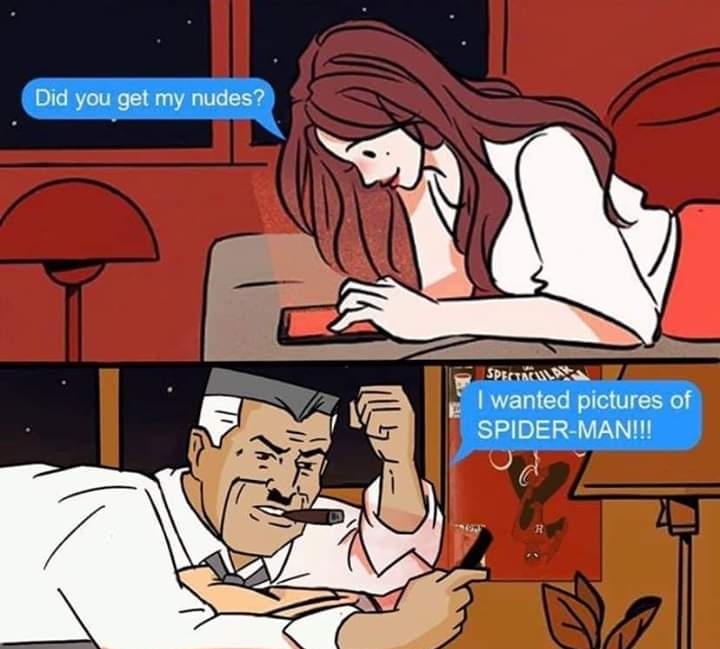 Did you get my nudes?
SPECTACULAR
I wanted pictures of
SPIDER-MAN!!!